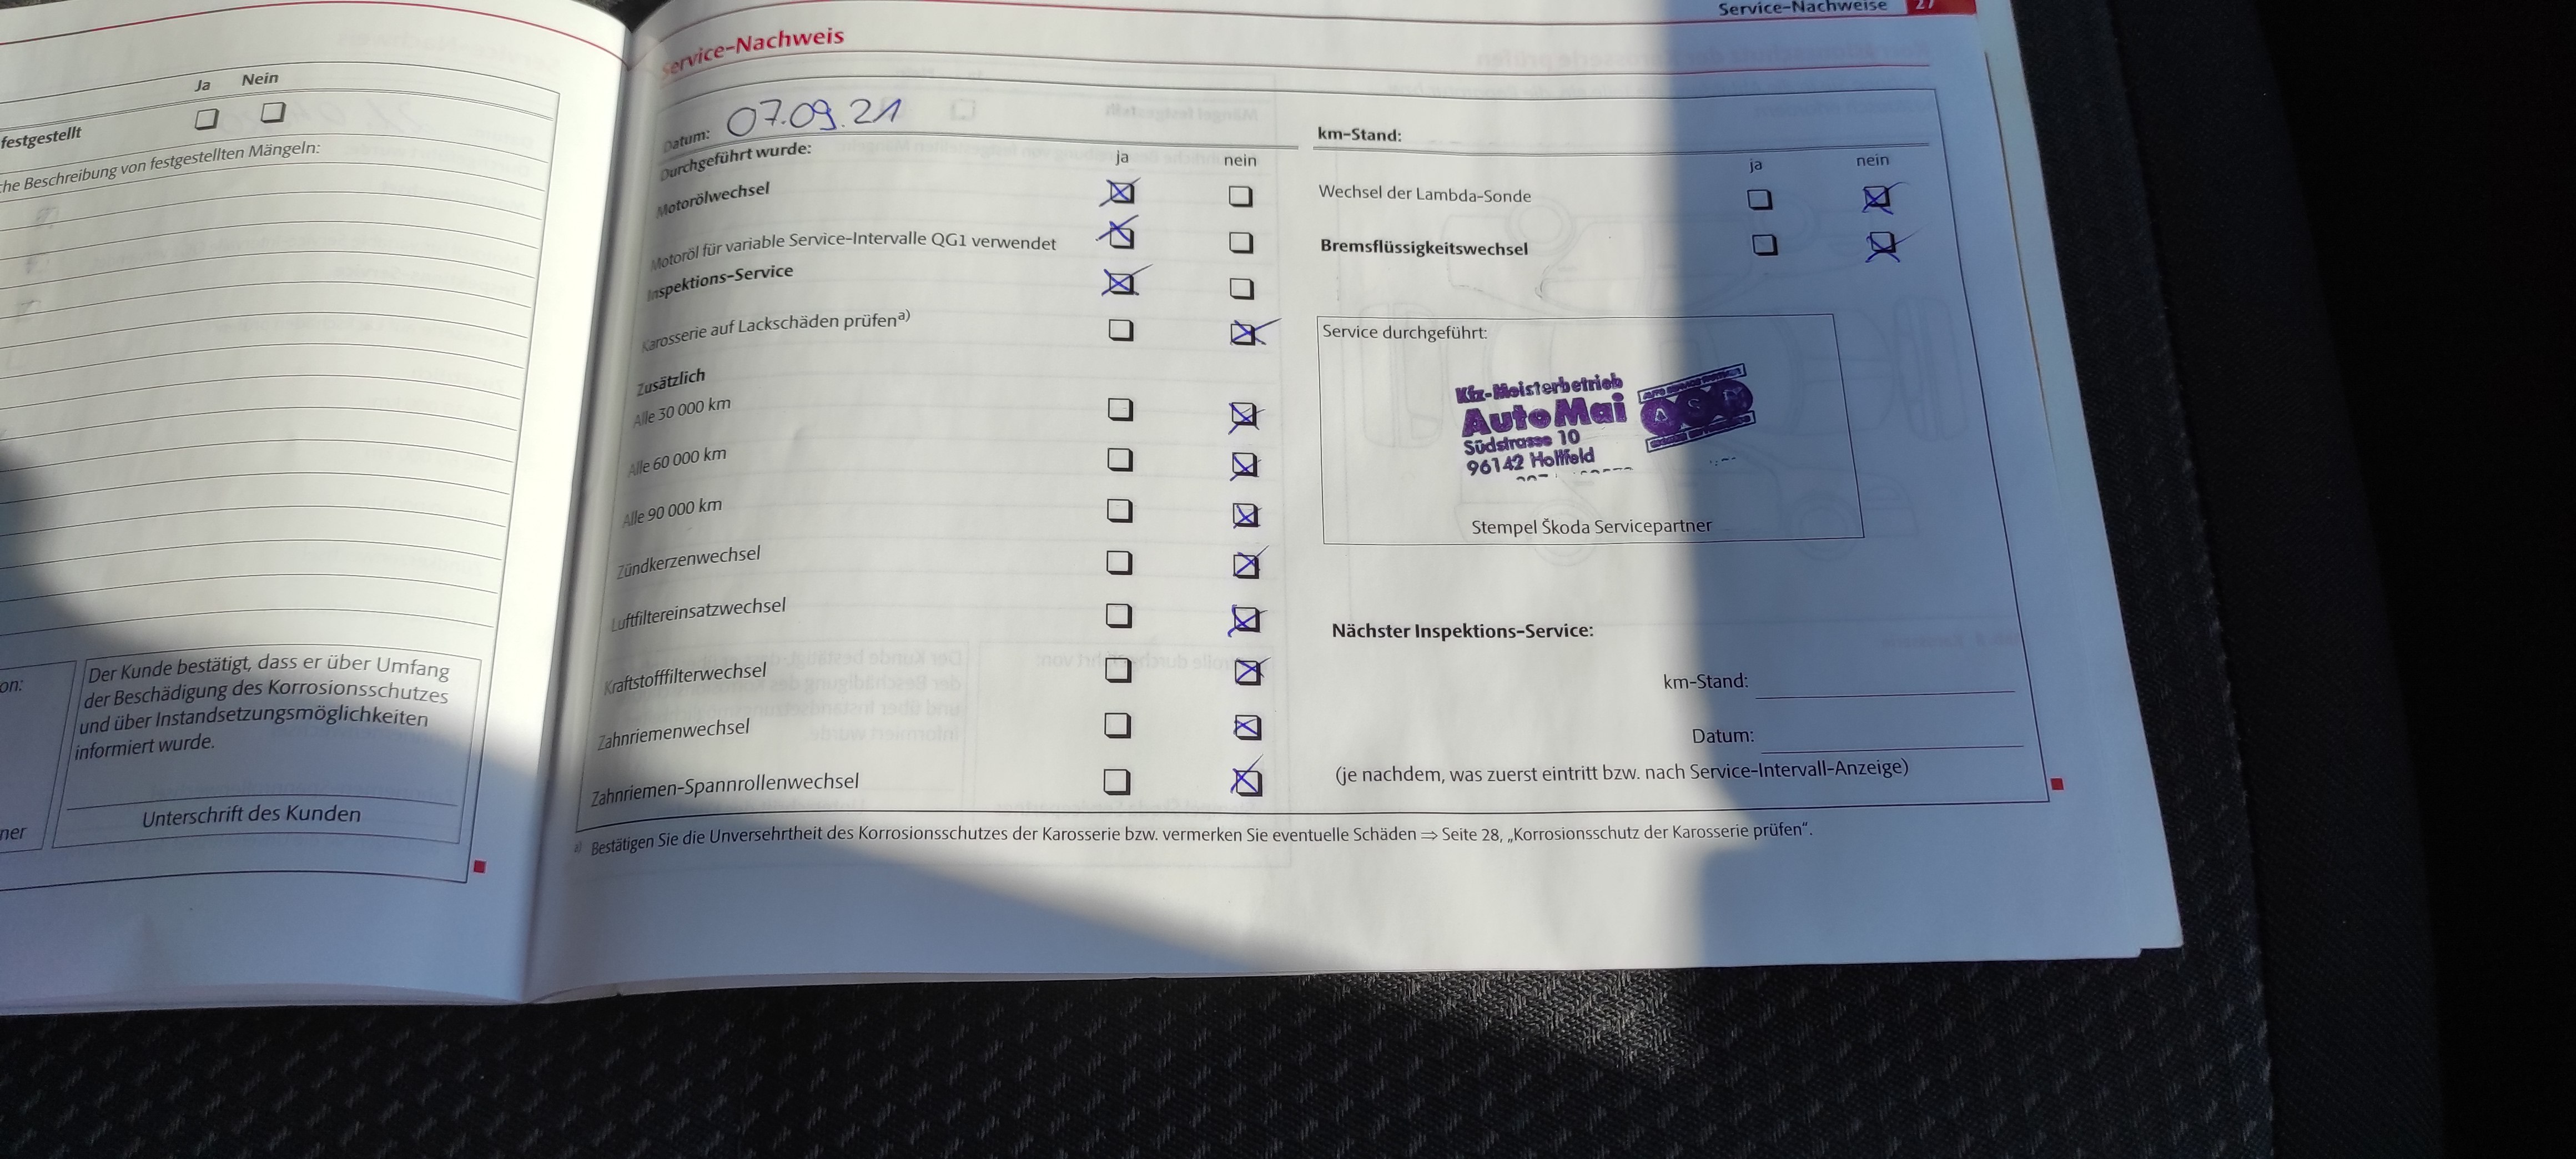 Ja Nein
festgestellt
che Beschreibung von festgestellten Mängeln:
on:
Der Kunde bestätigt, dass er über Umfang
der Beschädigung des Korrosionsschutzes
und über Instandsetzungsmöglichkeiten
informiert wurde.
ner
Unterschrift des Kunden
Service-Nachweise 27
Service-Nachweis
Datum: 07.09.21
Durchgeführt wurde: ja nein
Motorölwechsel
Motoröl für variable Service-Intervalle QG1 verwendet
Inspektions-Service
Karosserie auf Lackschäden prüfen a)
Zusätzlich
Alle 30 000 km
Alle 60 000 km
Alle 90 000 km
Zündkerzenwechsel
Luftfiltereinsatzwechsel
Kraftstofffilterwechsel
Zahnriemenwechsel
Zahnriemen-Spannrollenwechsel
km-Stand:
ja nein
Wechsel der Lambda-Sonde
Bremsflüssigkeitswechsel
Service durchgeführt:
Kfz-Meisterbetrieb
AutoMai
Südstrasse 10
96142 Hollfeld
Stempel Škoda Servicepartner
Nächster Inspektions-Service:
km-Stand:
Datum:
(je nachdem, was zuerst eintritt bzw. nach Service-Intervall-Anzeige)
a) Bestätigen Sie die Unversehrtheit des Korrosionsschutzes der Karosserie bzw. vermerken Sie eventuelle Schäden ⇒ Seite 28, „Korrosionsschutz der Karosserie prüfen“.